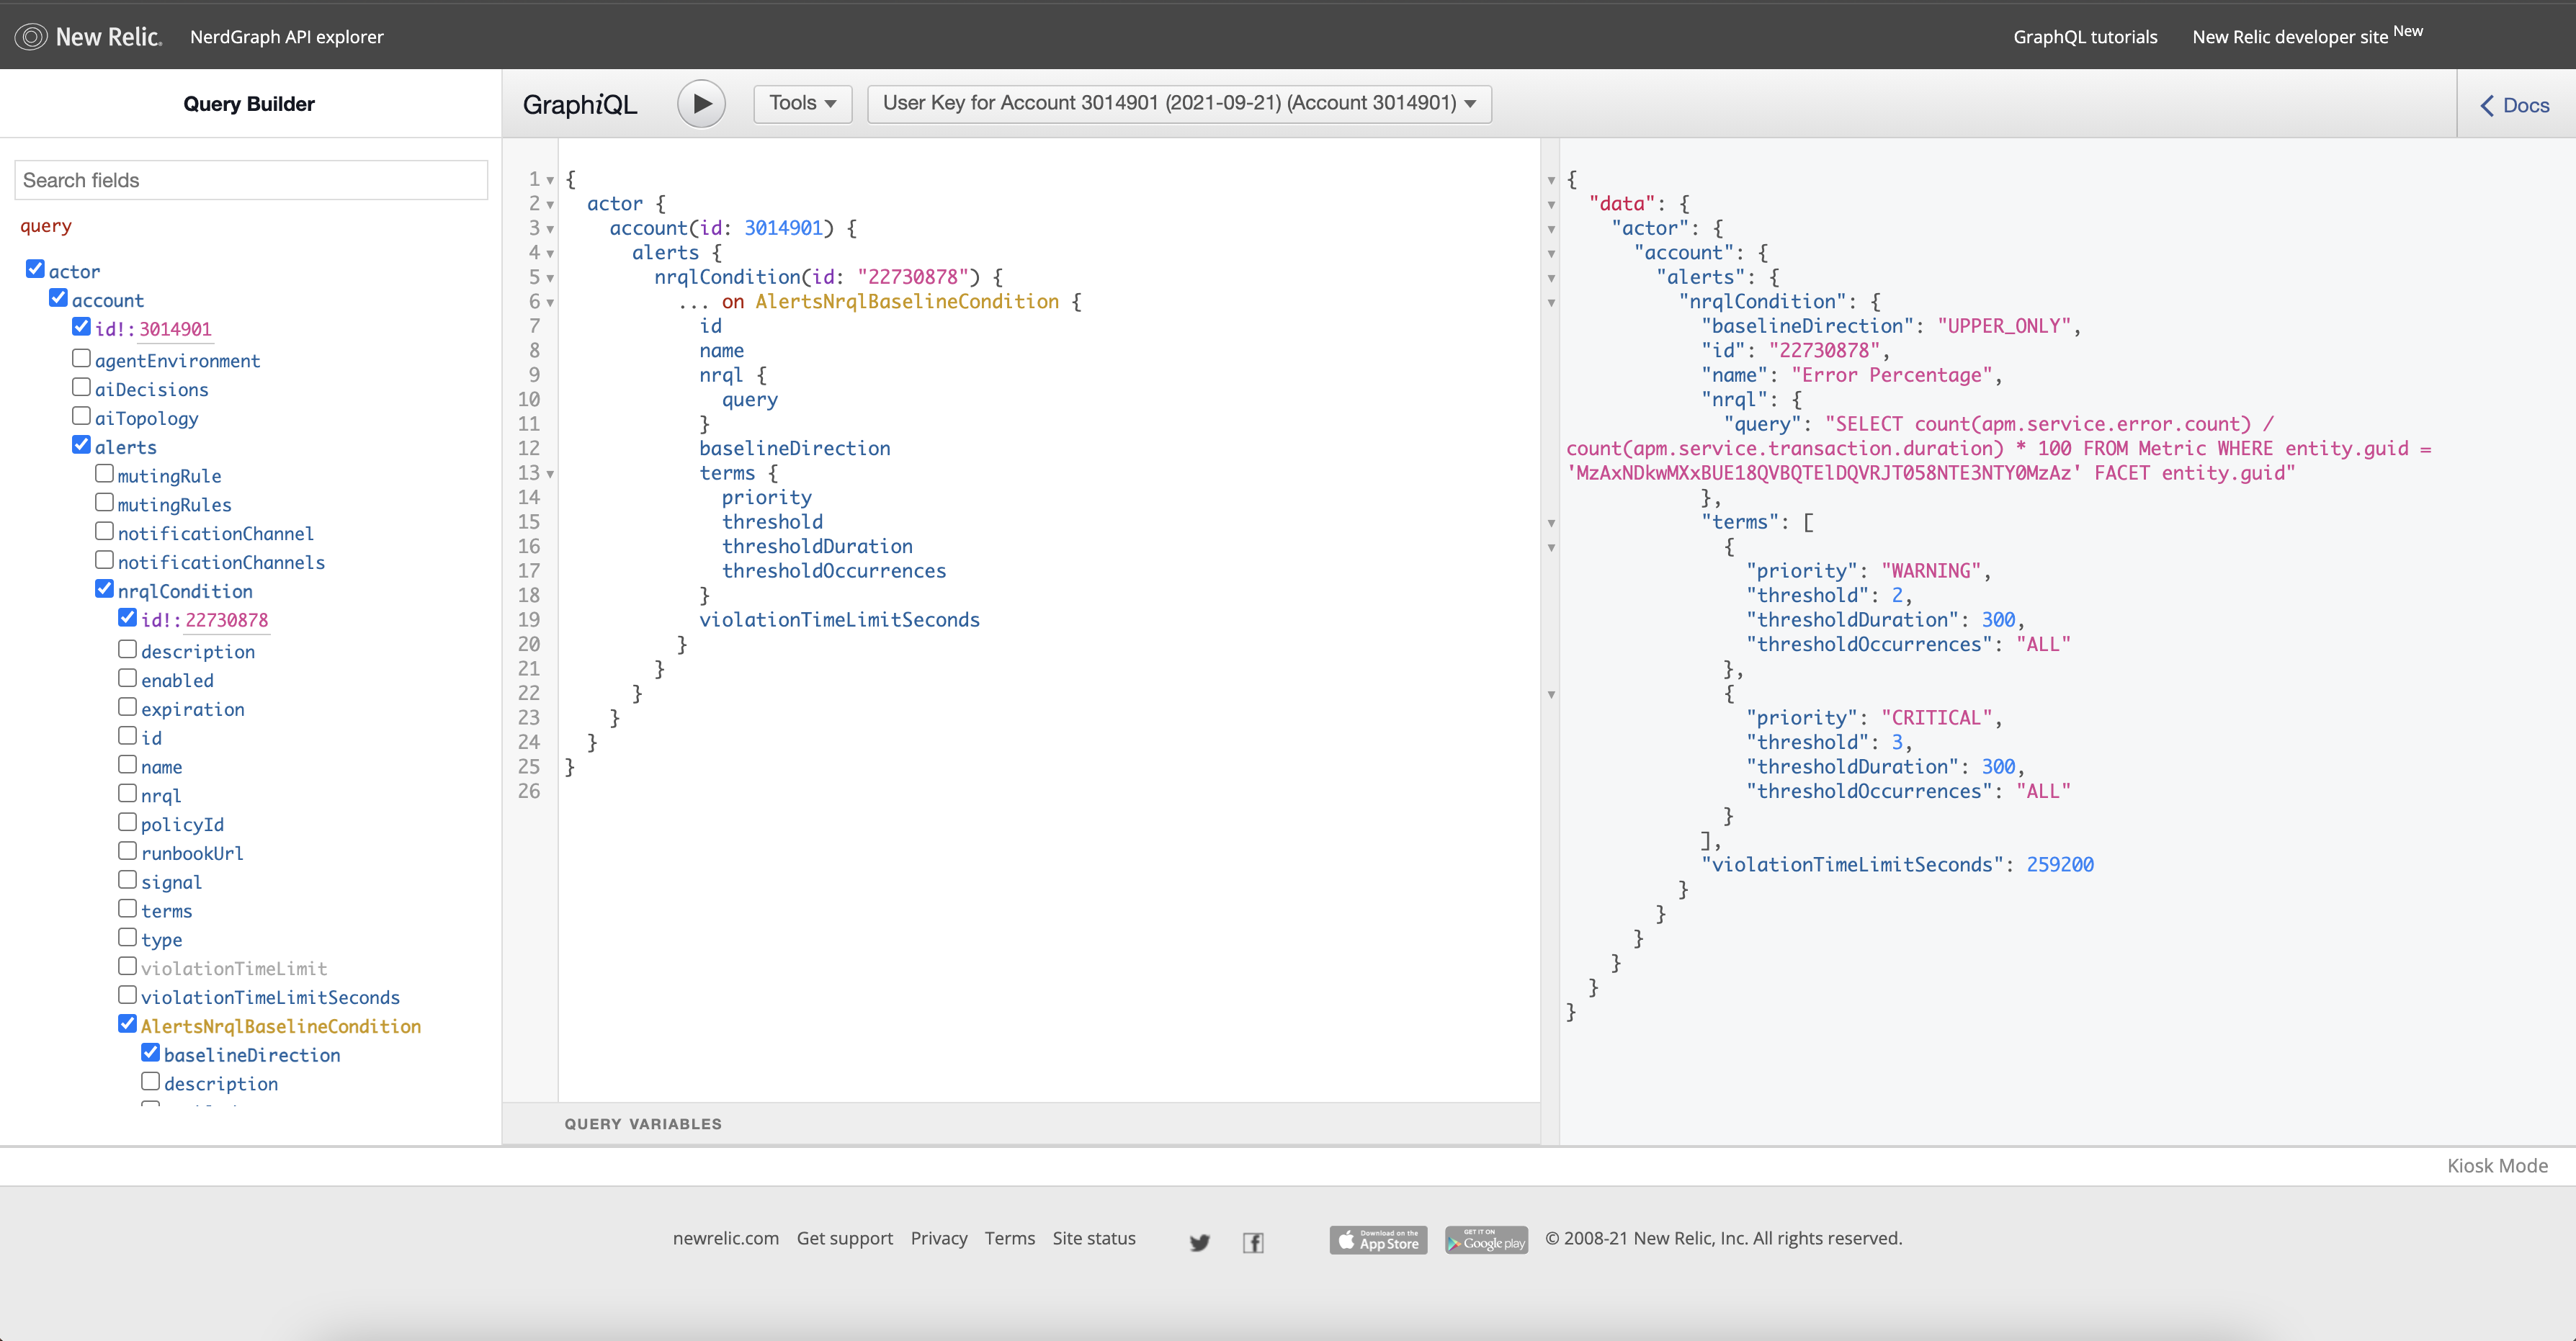 New Relic. NerdGraph API explorer GraphQL tutorials New Relic developer site New
Query Builder
GraphiQL Tools User Key for Account 3014901 (2021-09-21) (Account 3014901) Docs
Search fields
query
actor
account
id!: 3014901
agentEnvironment
aiDecisions
aiTopology
alerts
mutingRule
mutingRules
notificationChannel
notificationChannels
nrqlCondition
id!: 22730878
description
enabled
expiration
id
name
nrql
policyId
runbookUrl
signal
terms
type
violationTimeLimit
violationTimeLimitSeconds
AlertsNrqlBaselineCondition
baselineDirection
description
1 {
2 actor {
3 account(id: 3014901) {
4 alerts {
5 nrqlCondition(id: "22730878") {
6 ... on AlertsNrqlBaselineCondition {
7 id
8 name
9 nrql {
10 query
11 }
12 baselineDirection
13 terms {
14 priority
15 threshold
16 thresholdDuration
17 thresholdOccurrences
18 }
19 violationTimeLimitSeconds
20 }
21 }
22 }
23 }
24 }
25 }
26
QUERY VARIABLES
{
"data": {
"actor": {
"account": {
"alerts": {
"nrqlCondition": {
"baselineDirection": "UPPER_ONLY",
"id": "22730878",
"name": "Error Percentage",
"nrql": {
"query": "SELECT count(apm.service.error.count) /
count(apm.service.transaction.duration) * 100 FROM Metric WHERE entity.guid =
'MzAxNDkwMXxBUE18QVBQTElDQVRJT058NTE3NTY0MzAz' FACET entity.guid"
},
"terms": [
{
"priority": "WARNING",
"threshold": 2,
"thresholdDuration": 300,
"thresholdOccurrences": "ALL"
},
{
"priority": "CRITICAL",
"threshold": 3,
"thresholdDuration": 300,
"thresholdOccurrences": "ALL"
}
],
"violationTimeLimitSeconds": 259200
}
}
}
}
}
}
Kiosk Mode
newrelic.com Get support Privacy Terms Site status Download on the App Store GET IT ON Google play © 2008-21 New Relic, Inc. All rights reserved.